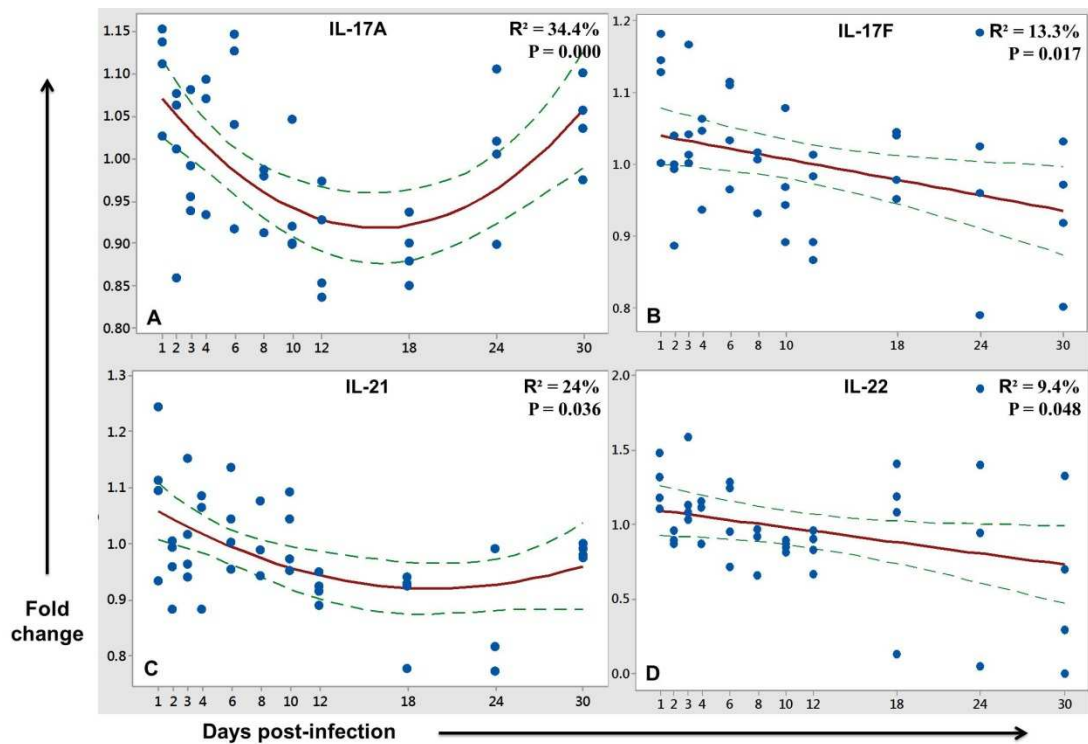 IL-17A
R² = 34.4%
P = 0.000
1.15
1.10
1.05
1.00
0.95
0.90
0.85
0.80
A
1 2 3 4 6 8 10 12 18 24 30
IL-17F
R² = 13.3%
P = 0.017
1.2
1.1
1.0
0.9
0.8
B
1 2 3 4 6 8 10 12 18 24 30
IL-21
R² = 24%
P = 0.036
1.3
1.2
1.1
1.0
0.9
0.8
C
1 2 3 4 6 8 10 12 18 24 30
IL-22
R² = 9.4%
P = 0.048
2.0
1.5
1.0
0.5
0.0
D
1 2 3 4 6 8 10 12 18 24 30
Fold
change
Days post-infection